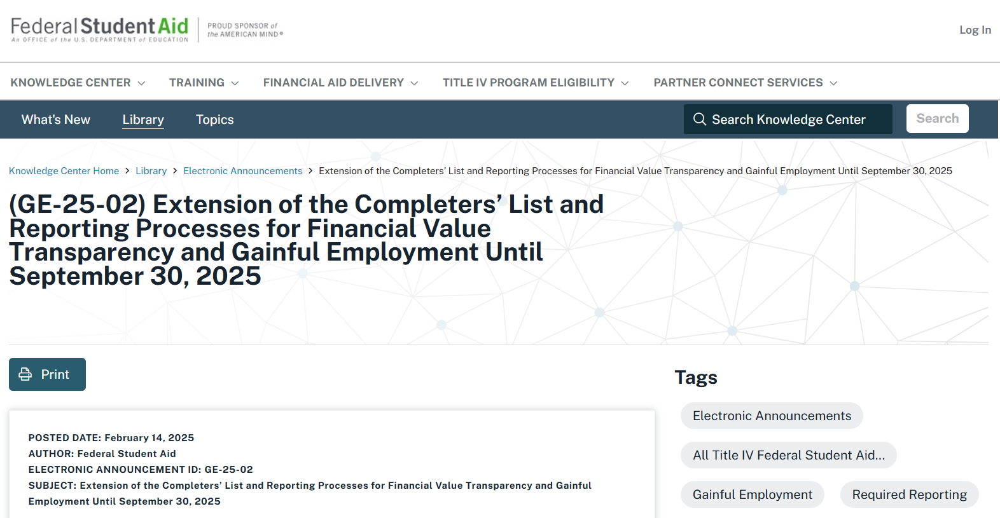 Federal Student Aid
An OFFICE of the U.S. DEPARTMENT of EDUCATION
PROUD SPONSOR of
the AMERICAN MIND®
Log In
KNOWLEDGE CENTER
TRAINING
FINANCIAL AID DELIVERY
TITLE IV PROGRAM ELIGIBILITY
PARTNER CONNECT SERVICES
What's New
Library
Topics
Search Knowledge Center
Search
Knowledge Center Home > Library > Electronic Announcements > Extension of the Completers’ List and Reporting Processes for Financial Value Transparency and Gainful Employment Until September 30, 2025
(GE-25-02) Extension of the Completers’ List and
Reporting Processes for Financial Value
Transparency and Gainful Employment Until
September 30, 2025
Print
Tags
Electronic Announcements
All Title IV Federal Student Aid...
Gainful Employment
Required Reporting
POSTED DATE: February 14, 2025
AUTHOR: Federal Student Aid
ELECTRONIC ANNOUNCEMENT ID: GE-25-02
SUBJECT: Extension of the Completers’ List and Reporting Processes for Financial Value Transparency and Gainful
Employment Until September 30, 2025